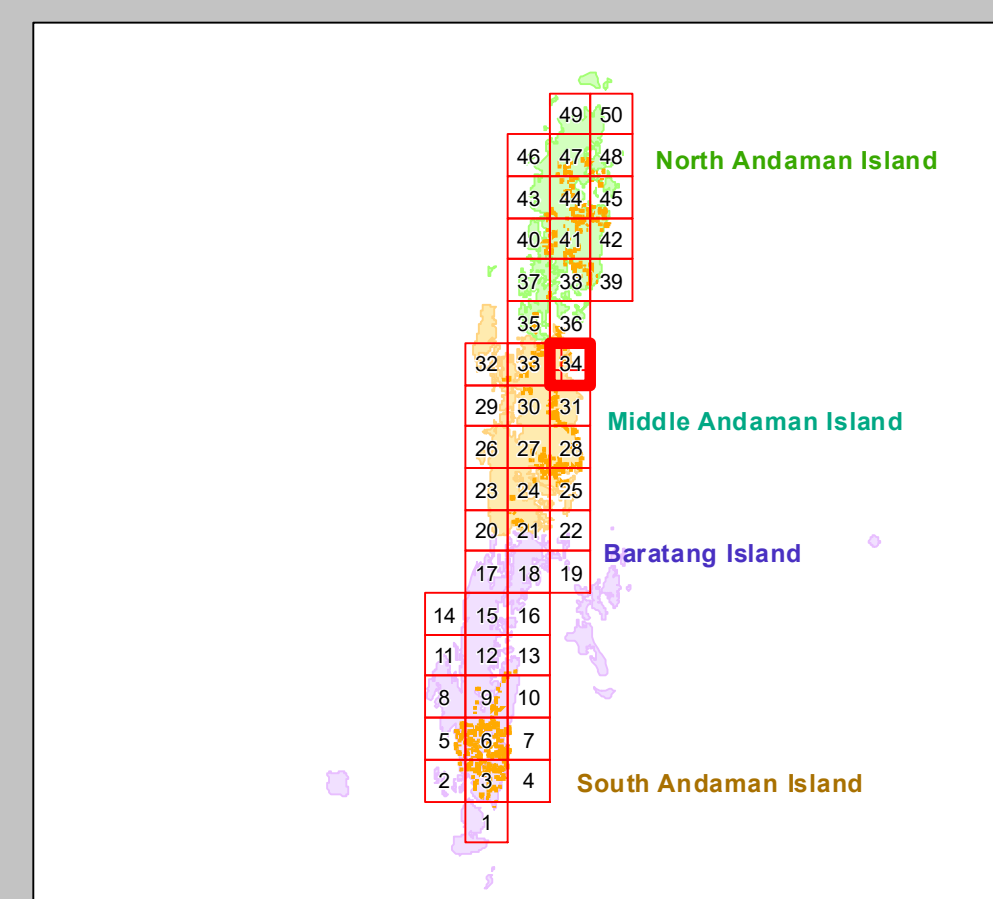 49 50
46 47 48
North Andaman Island
43 44 45
40 41 42
37 38 39
35 36
32 33 34
29 30 31
Middle Andaman Island
26 27 28
23 24 25
20 21 22
Baratang Island
17 18 19
14 15 16
11 12 13
8 9 10
5 6 7
2 3 4
South Andaman Island
1